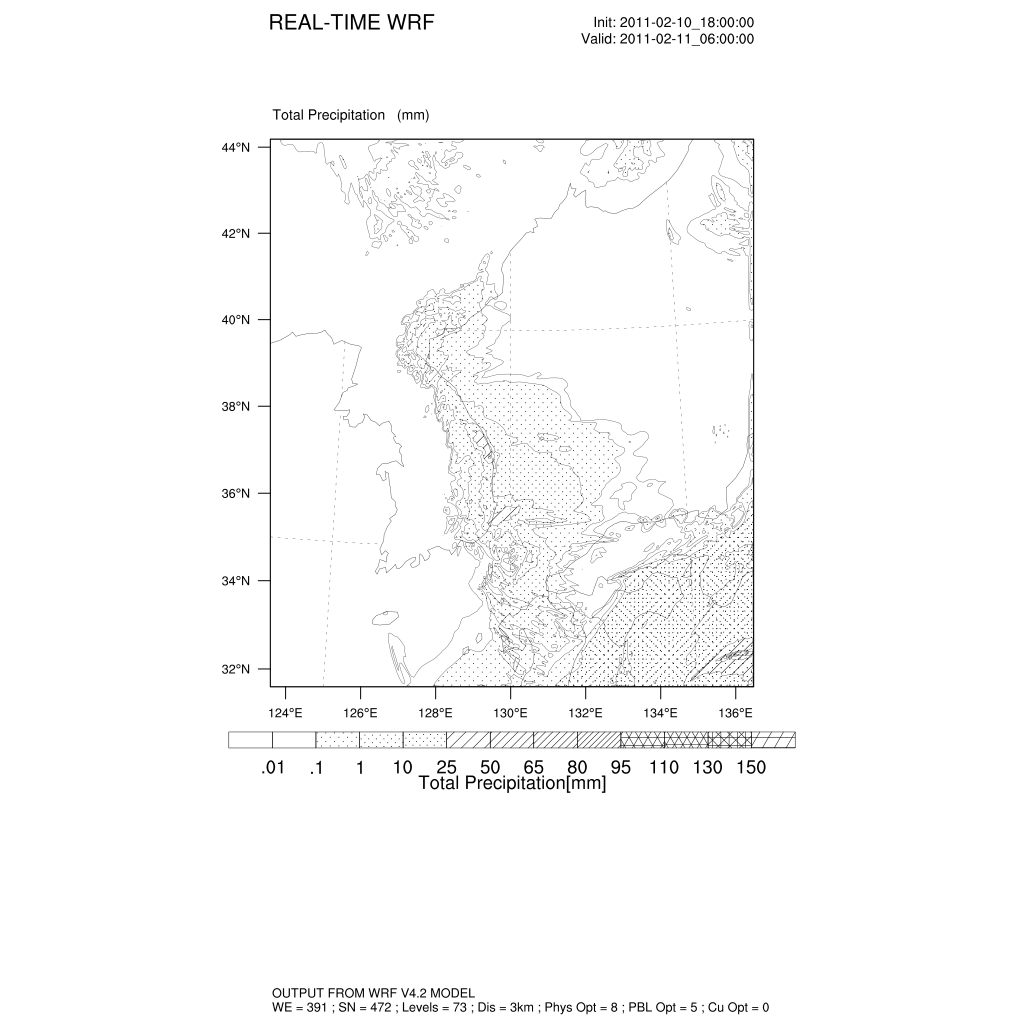 REAL-TIME WRF
Init: 2011-02-10_18:00:00
Valid: 2011-02-11_06:00:00
Total Precipitation (mm)
44°N
42°N
40°N
38°N
36°N
34°N
32°N
124°E 126°E 128°E 130°E 132°E 134°E 136°E
.01 .1 1 10 25 50 65 80 95 110 130 150
Total Precipitation[mm]
OUTPUT FROM WRF V4.2 MODEL
WE = 391 ; SN = 472 ; Levels = 73 ; Dis = 3km ; Phys Opt = 8 ; PBL Opt = 5 ; Cu Opt = 0